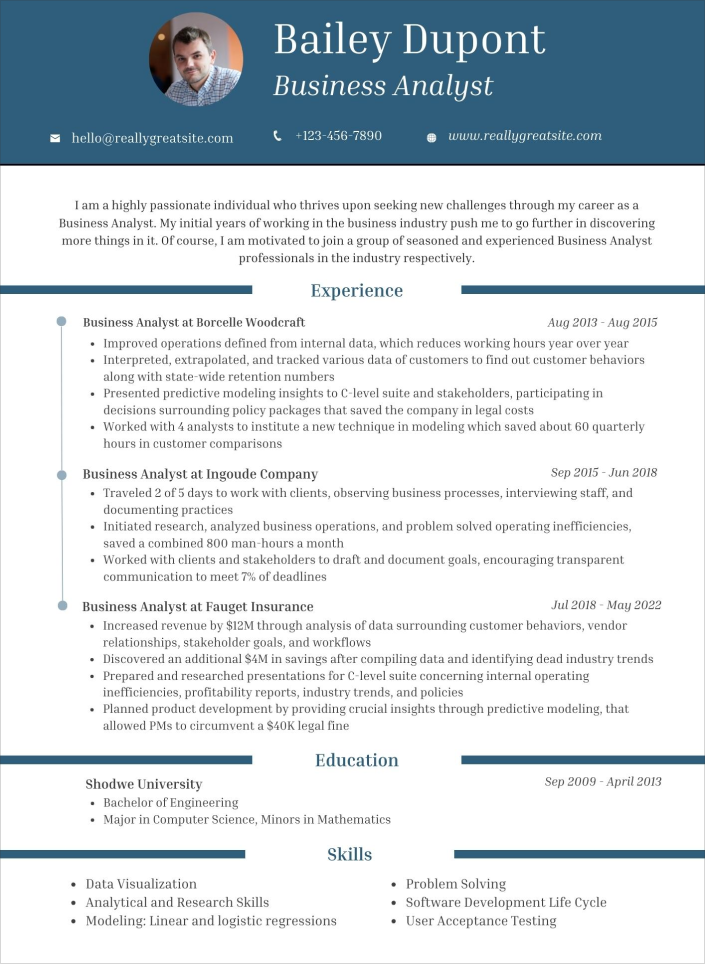 Bailey Dupont
Business Analyst
hello@reallygreatsite.com
+123-456-7890
www.reallygreatsite.com
I am a highly passionate individual who thrives upon seeking new challenges through my career as a
Business Analyst. My initial years of working in the business industry push me to go further in discovering
more things in it. Of course, I am motivated to join a group of seasoned and experienced Business Analyst
professionals in the industry respectively.
Experience
Business Analyst at Borcelle Woodcraft
Aug 2013 - Aug 2015
• Improved operations defined from internal data, which reduces working hours year over year
• Interpreted, extrapolated, and tracked various data of customers to find out customer behaviors
along with state-wide retention numbers
• Presented predictive modeling insights to C-level suite and stakeholders, participating in
decisions surrounding policy packages that saved the company in legal costs
• Worked with 4 analysts to institute a new technique in modeling which saved about 60 quarterly
hours in customer comparisons
Business Analyst at Ingoude Company
Sep 2015 - Jun 2018
• Traveled 2 of 5 days to work with clients, observing business processes, interviewing staff, and
documenting practices
• Initiated research, analyzed business operations, and problem solved operating inefficiencies,
saved a combined 800 man-hours a month
• Worked with clients and stakeholders to draft and document goals, encouraging transparent
communication to meet 7% of deadlines
Business Analyst at Fauget Insurance
Jul 2018 - May 2022
• Increased revenue by $12M through analysis of data surrounding customer behaviors, vendor
relationships, stakeholder goals, and workflows
• Discovered an additional $4M in savings after compiling data and identifying dead industry trends
• Prepared and researched presentations for C-level suite concerning internal operating
inefficiencies, profitability reports, industry trends, and policies
• Planned product development by providing crucial insights through predictive modeling, that
allowed PMs to circumvent a $40K legal fine
Education
Shodwe University
Sep 2009 - April 2013
• Bachelor of Engineering
• Major in Computer Science, Minors in Mathematics
Skills
• Data Visualization
• Analytical and Research Skills
• Modeling: Linear and logistic regressions
• Problem Solving
• Software Development Life Cycle
• User Acceptance Testing